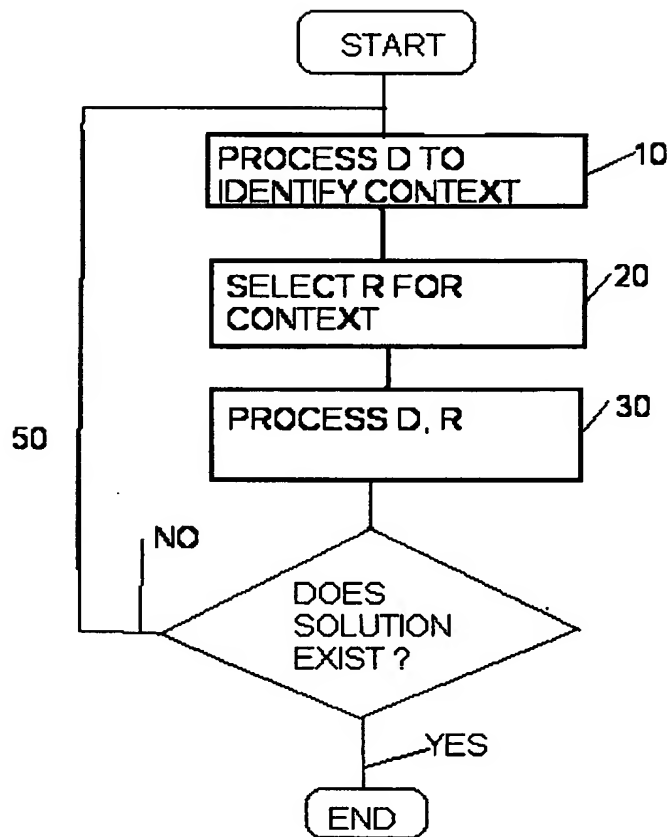 START
PROCESS D TO
IDENTIFY CONTEXT
10
SELECT R FOR
CONTEXT
20
PROCESS D, R
30
50
NO
DOES
SOLUTION
EXIST ?
YES
END